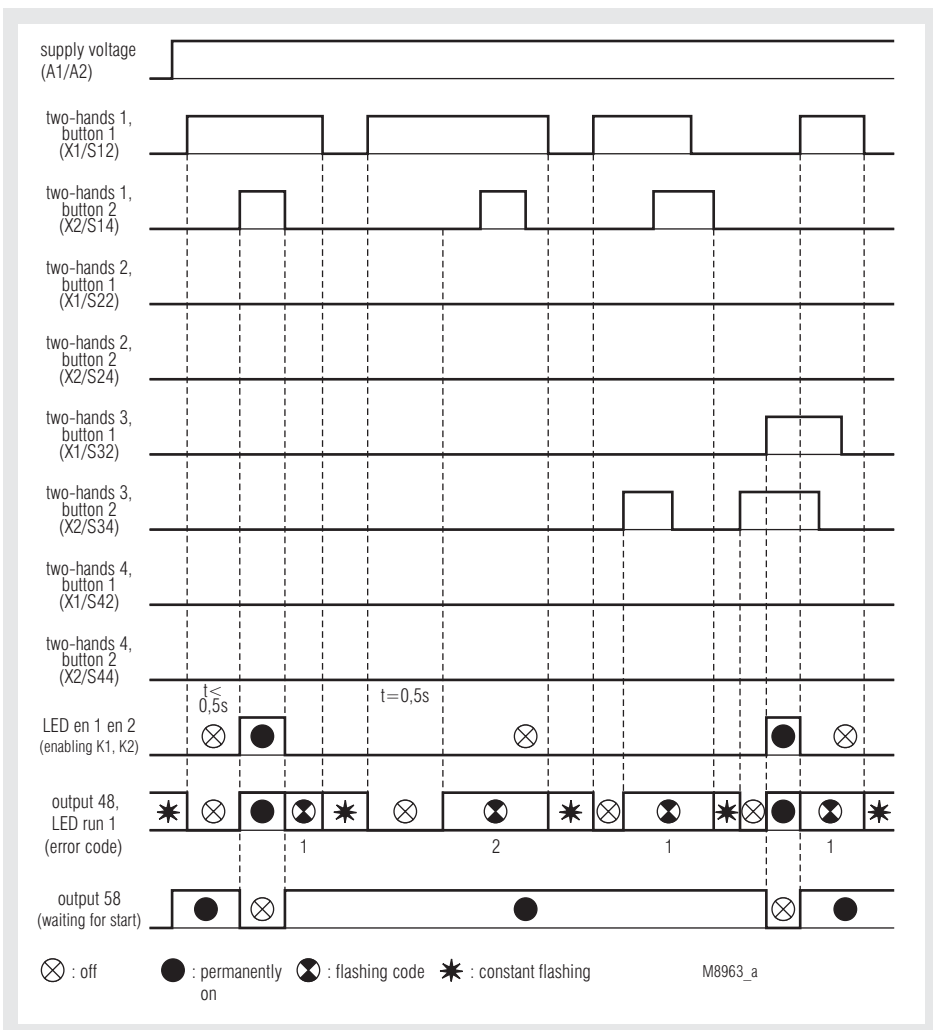 supply voltage
(A1/A2)
two-hands 1,
button 1
(X1/S12)
two-hands 1,
button 2
(X2/S14)
two-hands 2,
button 1
(X1/S22)
two-hands 2,
button 2
(X2/S24)
two-hands 3,
button 1
(X1/S32)
two-hands 3,
button 2
(X2/S34)
two-hands 4,
button 1
(X1/S42)
two-hands 4,
button 2
(X2/S44)
t<
0,5s
t=0,5s
LED en 1 en 2
(enabling K1, K2)
output 48,
LED run 1
(error code)
1 2 1 1
output 58
(waiting for start)
: off : permanently on : flashing code : constant flashing M8963_a